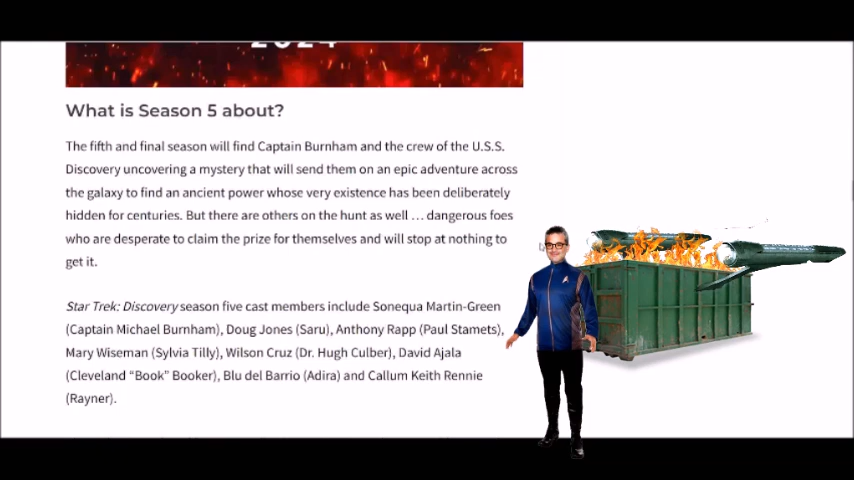 2024
What is Season 5 about?
The fifth and final season will find Captain Burnham and the crew of the U.S.S.
Discovery uncovering a mystery that will send them on an epic adventure across
the galaxy to find an ancient power whose very existence has been deliberately
hidden for centuries. But there are others on the hunt as well … dangerous foes
who are desperate to claim the prize for themselves and will stop at nothing to
get it.
Star Trek: Discovery season five cast members include Sonequa Martin-Green
(Captain Michael Burnham), Doug Jones (Saru), Anthony Rapp (Paul Stamets),
Mary Wiseman (Sylvia Tilly), Wilson Cruz (Dr. Hugh Culber), David Ajala
(Cleveland “Book” Booker), Blu del Barrio (Adira) and Callum Keith Rennie
(Rayner).